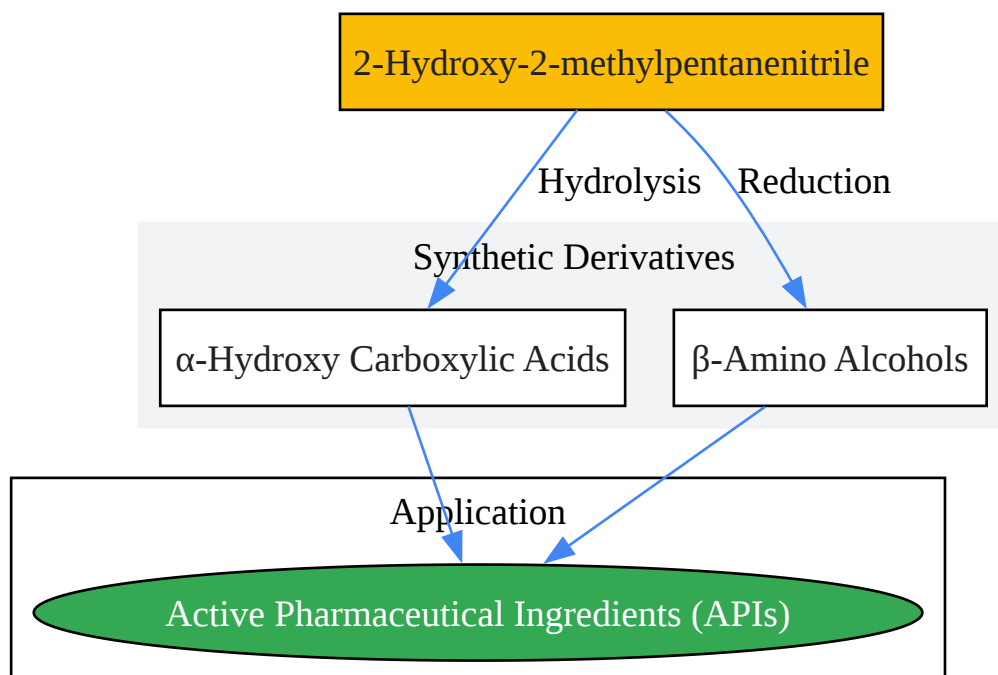 2-Hydroxy-2-methylpentanenitrile
Hydrolysis
Reduction
Synthetic Derivatives
α-Hydroxy Carboxylic Acids
β-Amino Alcohols
Application
Active Pharmaceutical Ingredients (APIs)